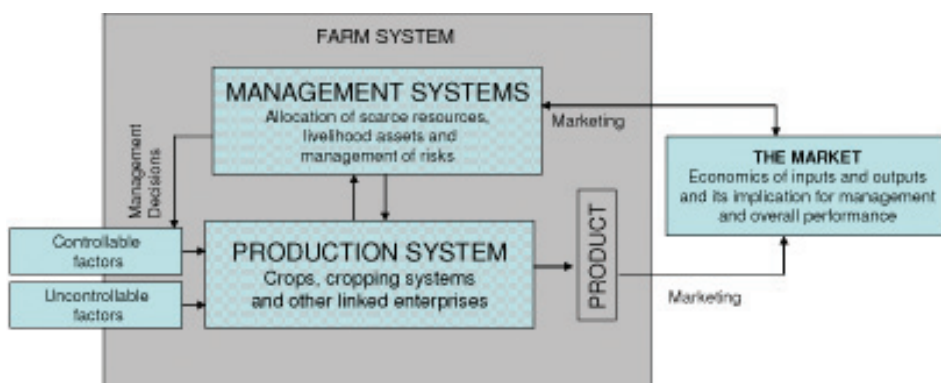 FARM SYSTEM
MANAGEMENT SYSTEMS
Allocation of scarce resources,
livelihood assets and
management of risks
Marketing
THE MARKET
Economics of inputs and outputs
and its implication for management
and overall performance
Management
Decisions
Controllable
factors
PRODUCTION SYSTEM
Crops, cropping systems
and other linked enterprises
PRODUCT
Marketing
Uncontrollable
factors